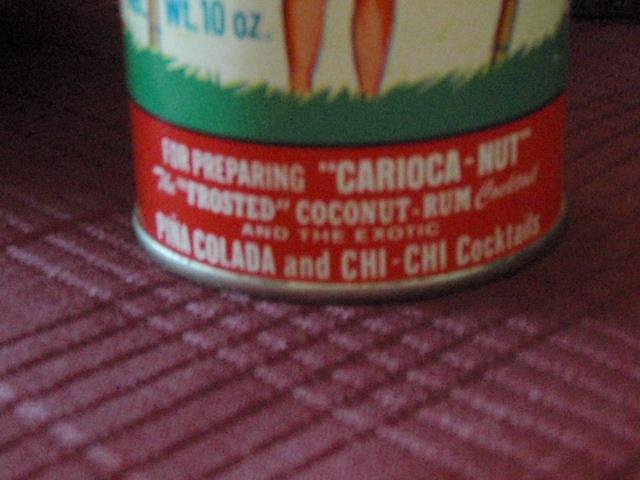 WT. 10 oz.
FOR PREPARING "CARIOCA-NUT"
The "FROSTED" COCONUT-RUM Cocktail
AND THE EXOTIC
PIÑA COLADA and CHI-CHI Cocktails